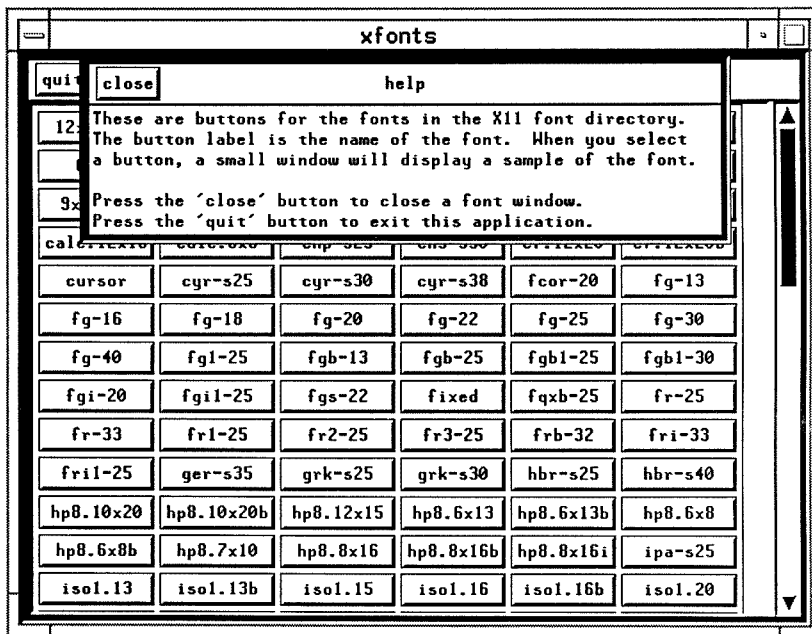 xfonts
quit
close
help
These are buttons for the fonts in the X11 font directory.
The button label is the name of the font.  When you select
a button, a small window will display a sample of the font.
Press the ´close´ button to close a font window.
Press the ´quit´ button to exit this application.
cursor cyr-s25 cyr-s30 cyr-s38 fcor-20 fg-13
fg-16 fg-18 fg-20 fg-22 fg-25 fg-30
fg-40 fg1-25 fgb-13 fgb-25 fgb1-25 fgb1-30
fgi-20 fgi1-25 fgs-22 fixed fqxb-25 fr-25
fr-33 fr1-25 fr2-25 fr3-25 frb-32 fri-33
fri1-25 ger-s35 grk-s25 grk-s30 hbr-s25 hbr-s40
hp8.10x20 hp8.10x20b hp8.12x15 hp8.6x13 hp8.6x13b hp8.6x8
hp8.6x8b hp8.7x10 hp8.8x16 hp8.8x16b hp8.8x16i ipa-s25
iso1.13 iso1.13b iso1.15 iso1.16 iso1.16b iso1.20